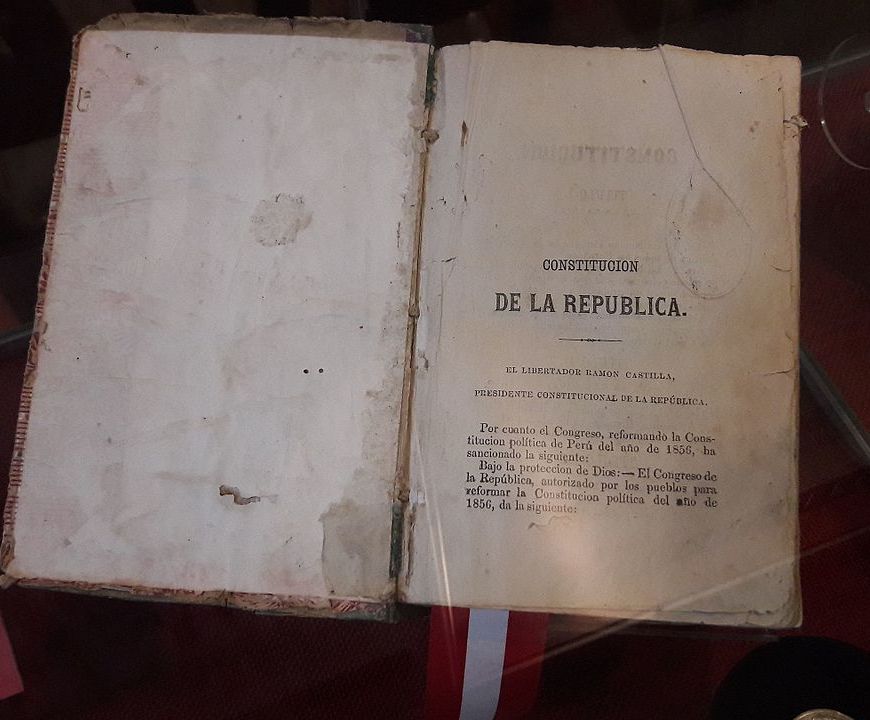 CONSTITUCION
DE LA REPUBLICA.
EL LIBERTADOR RAMON CASTILLA,
PRESIDENTE CONSTITUCIONAL DE LA REPÚBLICA.
Por cuanto el Congreso, reformando la Cons-
titucion política de Perú del año de 1856, ha
sancionado la siguiente:
Bajo la proteccion de Dios:—El Congreso de
la República, autorizado por los pueblos para
reformar la Constitucion política del año de
1856, da la siguiente: